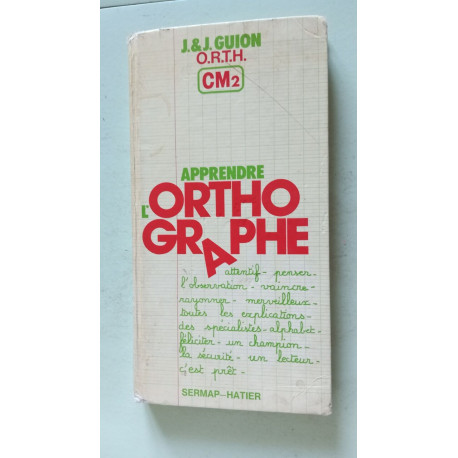 J.&J. GUION
O.R.T.H.
CM2
APPRENDRE
L'ORTHO
GRAPHE
à attentif - penser -
l'observation - vaincre -
rayonner - merveilleux -
toutes les explications -
des spécialistes - alphabet -
féliciter - un champion -
la sécurité - un lecteur -
c'est prêt -
SERMAP-HATIER